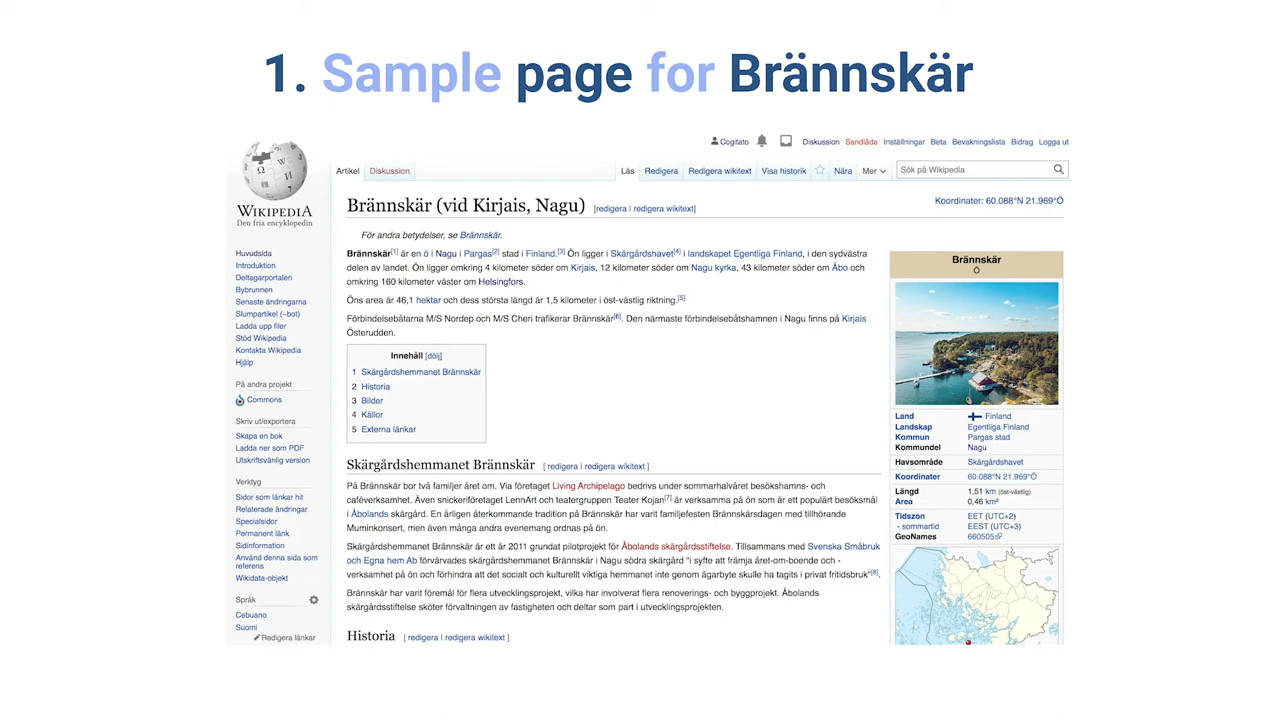 1. Sample page for Brännskär
Cogitato Diskussion Sandlåda Inställningar Beta Bevakningslista Bidrag Logga ut
Artikel Diskussion Läs Redigera Redigera wikitext Visa historik Nära Mer Sök på Wikipedia
WIKIPEDIA
Den fria encyklopedin
Huvudsida
Introduktion
Deltagarportalen
Bybrunnen
Senaste ändringarna
Slumpartikel (–bot)
Ladda upp filer
Stöd Wikipedia
Kontakta Wikipedia
Hjälp
På andra projekt
Commons
Skriv ut/exportera
Skapa en bok
Ladda ner som PDF
Utskriftsvänlig version
Verktyg
Sidor som länkar hit
Relaterade ändringar
Specialsidor
Permanent länk
Sidinformation
Använd denna sida som
referens
Wikidata-objekt
Språk
Cebuano
Suomi
Redigera länkar
Brännskär (vid Kirjais, Nagu) [redigera | redigera wikitext]
Koordinater: 60.088°N 21.969°Ö
För andra betydelser, se Brännskär.
Brännskär[1] är en ö i Nagu i Pargas[2] stad i Finland.[3] Ön ligger i Skärgårdshavet[4] i landskapet Egentliga Finland, i den sydvästra
delen av landet. Ön ligger omkring 4 kilometer söder om Kirjais, 12 kilometer söder om Nagu kyrka, 43 kilometer söder om Åbo och
omkring 160 kilometer väster om Helsingfors.
Öns area är 46,1 hektar och dess största längd är 1,5 kilometer i öst-västlig riktning.[5]
Förbindelsebåtarna M/S Nordep och M/S Cheri trafikerar Brännskär[6]. Den närmaste förbindelsebåtshamnen i Nagu finns på Kirjais
Österudden.
Innehåll [dölj]
1 Skärgårdshemmanet Brännskär
2 Historia
3 Bilder
4 Källor
5 Externa länkar
Skärgårdshemmanet Brännskär [ redigera | redigera wikitext ]
På Brännskär bor två familjer året om. Via företaget Living Archipelago bedrivs under sommarhalvåret besökshamns- och
caféverksamhet. Även snickeriföretaget LennArt och teatergruppen Teater Kojan[7] är verksamma på ön som är ett populärt besöksmål
i Åbolands skärgård. En årligen återkommande tradition på Brännskär har varit familjefesten Brännskärsdagen med tillhörande
Muminkonsert, men även många andra evenemang ordnas på ön.
Skärgårdshemmanet Brännskär är ett år 2011 grundat pilotprojekt för Åbolands skärgårdsstiftelse. Tillsammans med Svenska Småbruk
och Egna hem Ab förvärvades skärgårdshemmanet Brännskär i Nagu södra skärgård "i syfte att främja året-om-boende och -
verksamhet på ön och förhindra att det socialt och kulturellt viktiga hemmanet inte genom ägarbyte skulle ha tagits i privat fritidsbruk"[8].
Brännskär har varit föremål för flera utvecklingsprojekt, vilka har involverat flera renoverings- och byggprojekt. Åbolands
skärgårdsstiftelse sköter förvaltningen av fastigheten och deltar som part i utvecklingsprojekten.
Historia [ redigera | redigera wikitext ]
Brännskär
Ö
Land Finland
Landskap Egentliga Finland
Kommun Pargas stad
Kommundel Nagu
Havsområde Skärgårdshavet
Koordinater 60.088°N 21.969°Ö
Längd 1,51 km (öst-västlig)
Area 0,46 km²
Tidszon EET (UTC+2)
- sommartid EEST (UTC+3)
GeoNames 660505